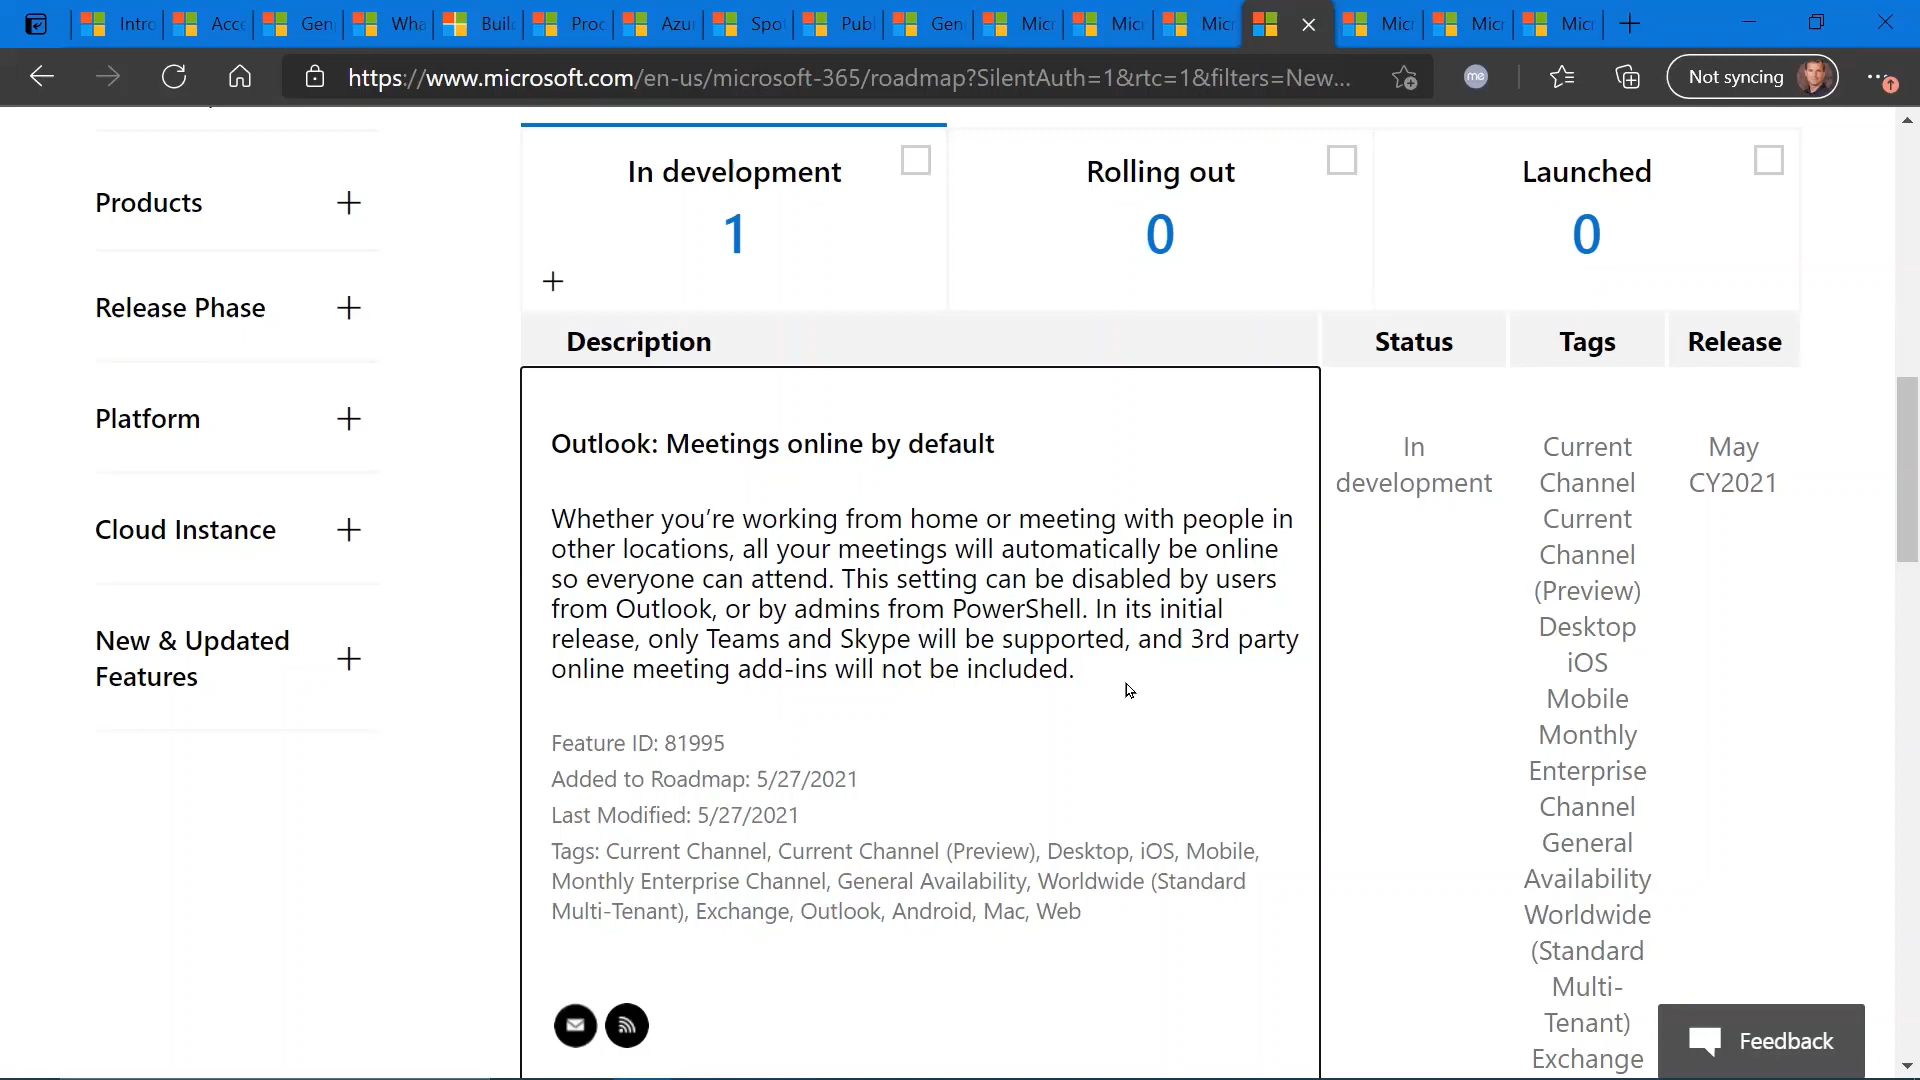 Intro
Acce
Gen
Wha
Buil
Proc
Azu
Spo
Publ
Gen
Micr
Micr
Micr
Micr
Micr
Micr
https://www.microsoft.com/en-us/microsoft-365/roadmap?SilentAuth=1&rtc=1&filters=New...
me
Not syncing
Products
Release Phase
Platform
Cloud Instance
New & Updated
Features
In development
1
Rolling out
0
Launched
0
Description
Status
Tags
Release
Outlook: Meetings online by default
Whether you’re working from home or meeting with people in
other locations, all your meetings will automatically be online
so everyone can attend. This setting can be disabled by users
from Outlook, or by admins from PowerShell. In its initial
release, only Teams and Skype will be supported, and 3rd party
online meeting add-ins will not be included.
Feature ID: 81995
Added to Roadmap: 5/27/2021
Last Modified: 5/27/2021
Tags: Current Channel, Current Channel (Preview), Desktop, iOS, Mobile,
Monthly Enterprise Channel, General Availability, Worldwide (Standard
Multi-Tenant), Exchange, Outlook, Android, Mac, Web
In
development
Current
Channel
Current
Channel
(Preview)
Desktop
iOS
Mobile
Monthly
Enterprise
Channel
General
Availability
Worldwide
(Standard
Multi-
Tenant)
Exchange
May
CY2021
Feedback